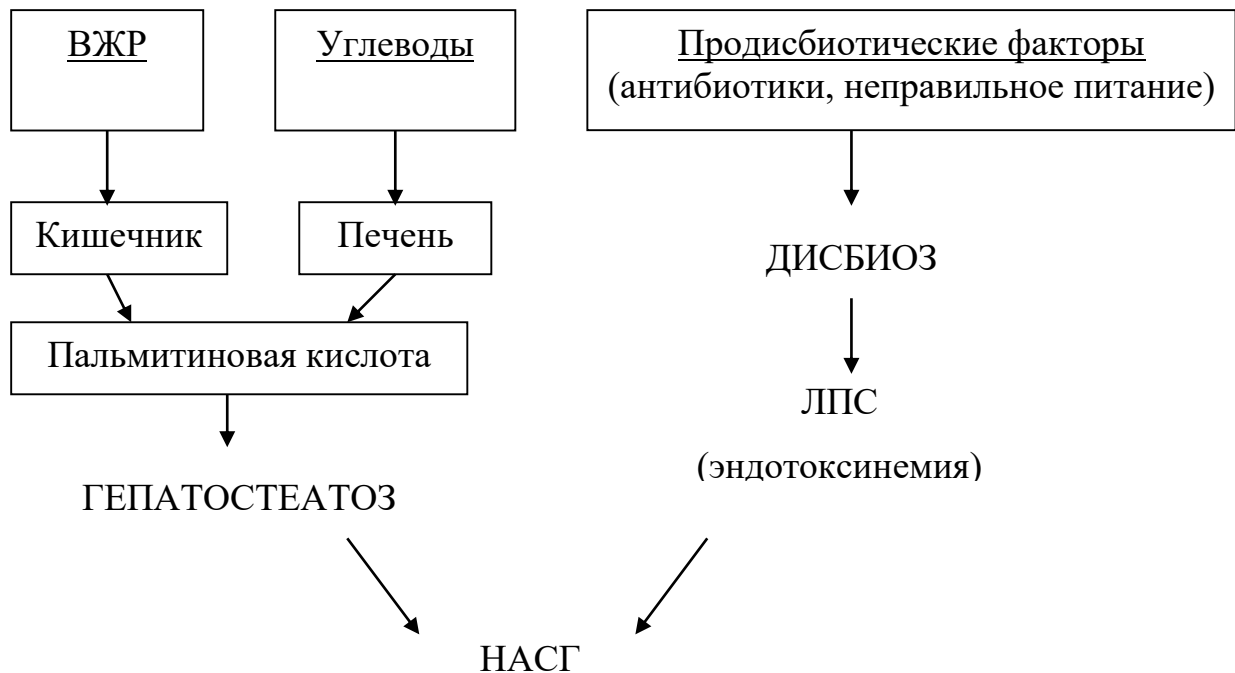 ВЖР
Углеводы
Продисбиотические факторы
(антибиотики, неправильное питание)
Кишечник
Печень
ДИСБИОЗ
Пальмитиновая кислота
ЛПС
(эндотоксинемия)
ГЕПАТОСТЕАТОЗ
НАСГ